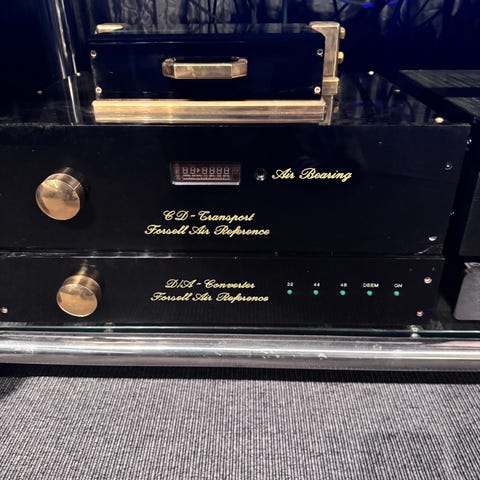 Air Bearing
CD-Transport
Forsell Air Reference
D/A-Converter
Forsell Air Reference
32 44 48 DEEM ON